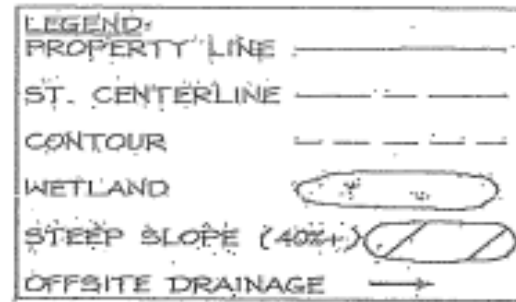 LEGEND:
PROPERTY LINE
ST. CENTERLINE
CONTOUR
WETLAND
STEEP SLOPE (40%+)
OFFSITE DRAINAGE